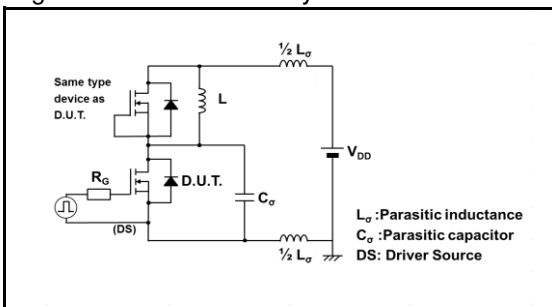 ½ Lσ
Same type
device as
D.U.T.
L
VDD
RG
D.U.T.
Cσ
(DS)
½ Lσ
Lσ :Parasitic inductance
Cσ :Parasitic capacitor
DS: Driver Source